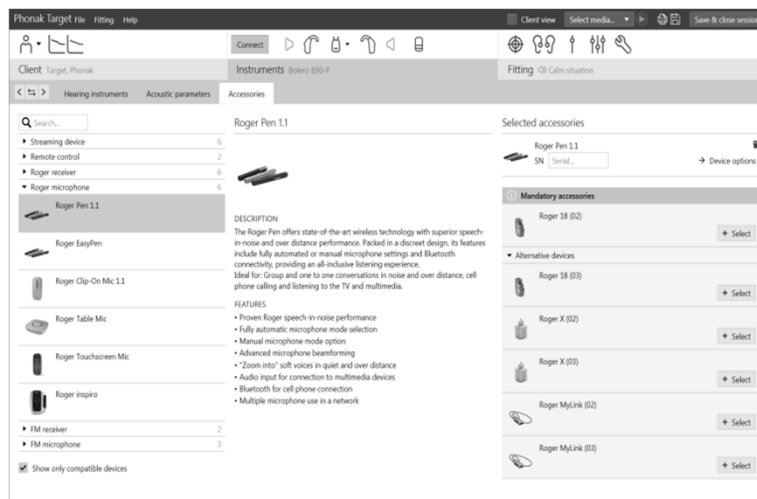 Phonak Target File Fitting Help
Client view Select media... Save & close session
Connect
Client Target, Phonak
Instruments Bolero B90-P
Fitting Calm situation
Hearing instruments Acoustic parameters Accessories
Search...
Streaming device 6
Remote control 2
Roger receiver 6
Roger microphone 6
Roger Pen 1.1
Roger EasyPen
Roger Clip-On Mic 1.1
Roger Table Mic
Roger Touchscreen Mic
Roger inspiro
FM receiver 2
FM microphone 3
Show only compatible devices
Roger Pen 1.1
DESCRIPTION
The Roger Pen offers state-of-the-art wireless technology with superior speech-
in-noise and over distance performance. Packed in a discreet design, its features
include fully automated or manual microphone settings and Bluetooth
connectivity, providing an all-inclusive listening experience.
Ideal for: Group and one to one conversations in noise and over distance, cell
phone calling and listening to the TV and multimedia.
FEATURES
• Proven Roger speech-in-noise performance
• Fully automatic microphone mode selection
• Manual microphone mode option
• Advanced microphone beamforming
• "Zoom into" soft voices in quiet and over distance
• Audio input for connection to multimedia devices
• Bluetooth for cell phone connection
• Multiple microphone use in a network
Selected accessories
Roger Pen 1.1
SN Serial... → Device options
Mandatory accessories
Roger 18 (02)
+ Select
Alternative devices
Roger 18 (03)
+ Select
Roger X (02)
+ Select
Roger X (03)
+ Select
Roger MyLink (02)
+ Select
Roger MyLink (03)
+ Select